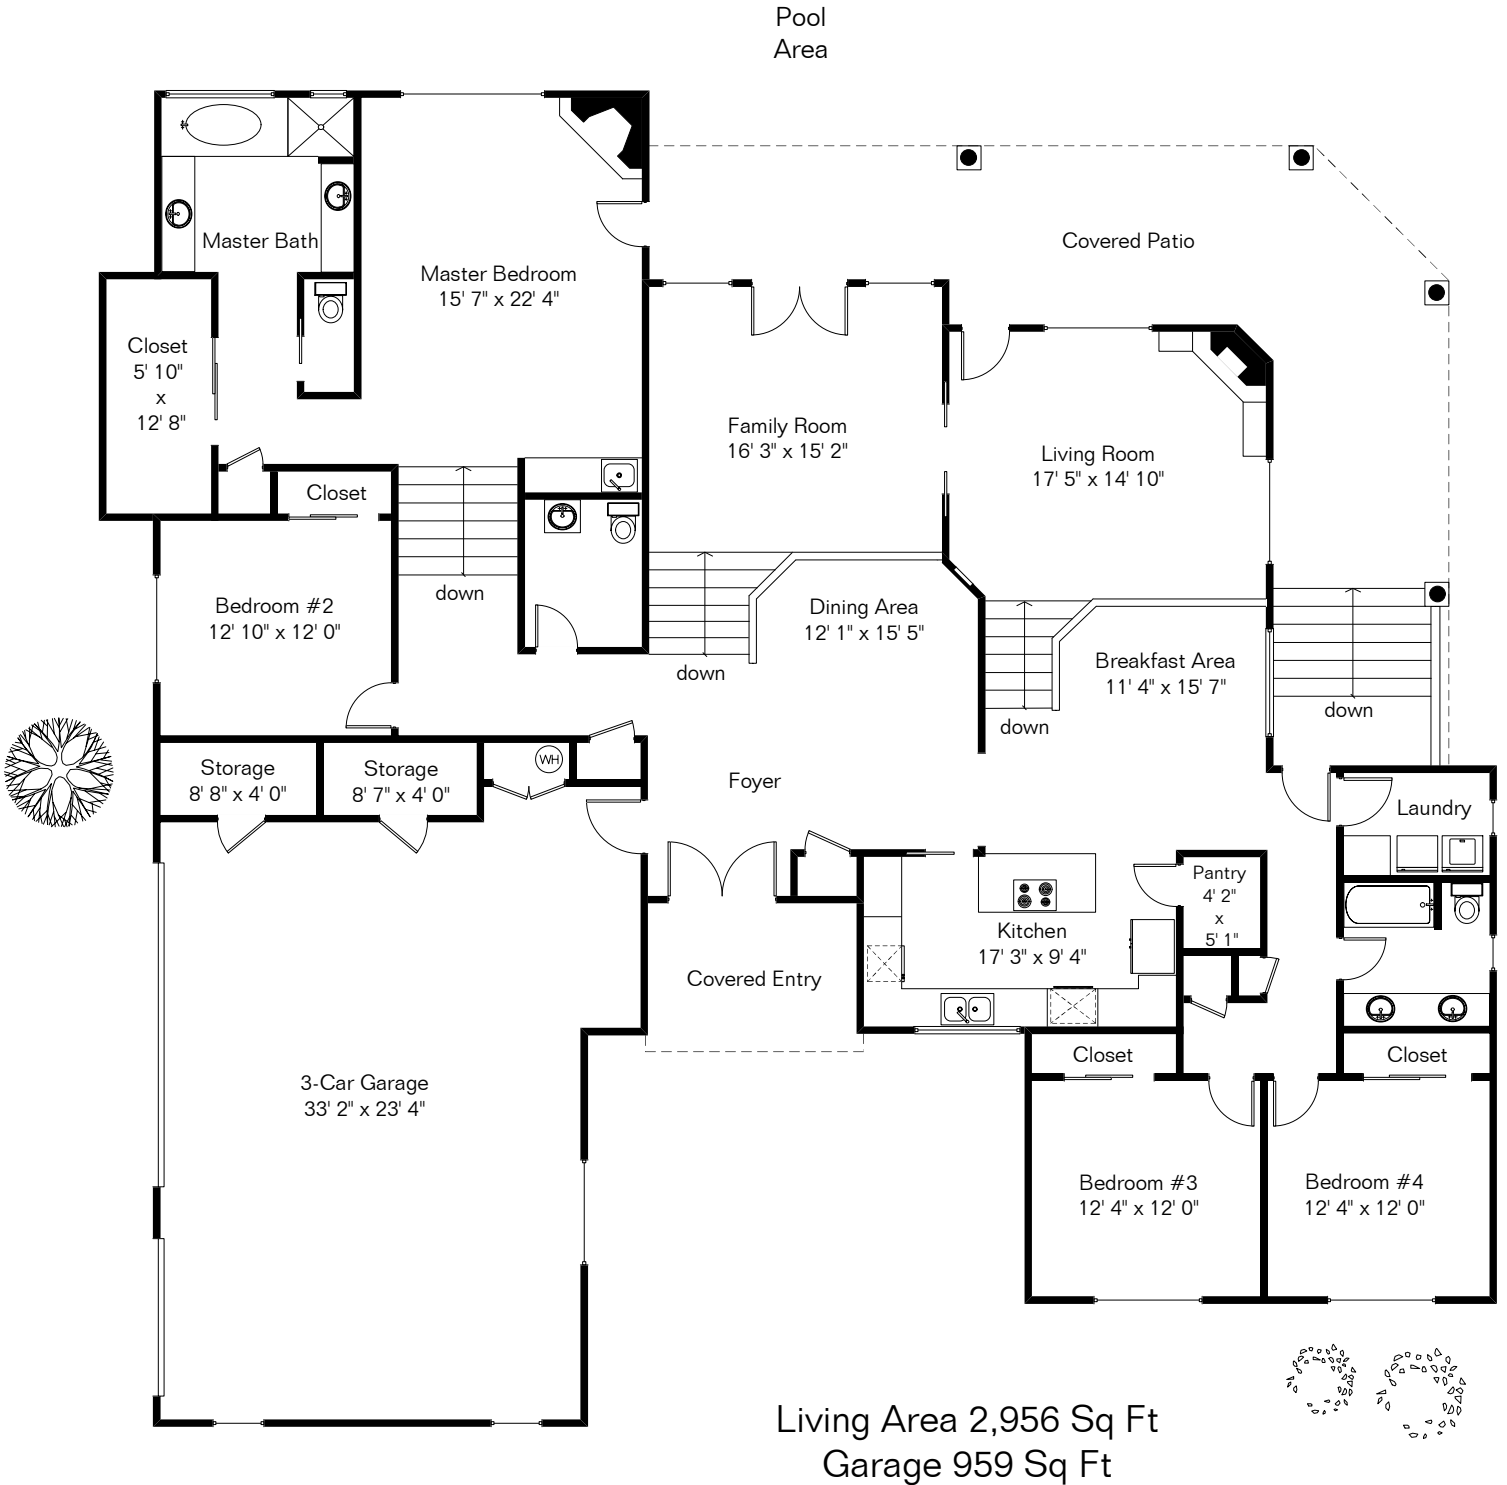 Pool
Area
Covered Patio
Master Bath
Master Bedroom
15' 7" x 22' 4"
Closet
5' 10"
x
12' 8"
Family Room
16' 3" x 15' 2"
Living Room
17' 5" x 14' 10"
Closet
down
Bedroom #2
12' 10" x 12' 0"
Dining Area
12' 1" x 15' 5"
down
Breakfast Area
11' 4" x 15' 7"
down
down
Storage
8' 8" x 4' 0"
Storage
8' 7" x 4' 0"
WH
Foyer
Laundry
Pantry
4' 2"
x
5' 1"
Kitchen
17' 3" x 9' 4"
Covered Entry
Closet
Closet
3-Car Garage
33' 2" x 23' 4"
Bedroom #3
12' 4" x 12' 0"
Bedroom #4
12' 4" x 12' 0"
Living Area 2,956 Sq Ft
Garage 959 Sq Ft